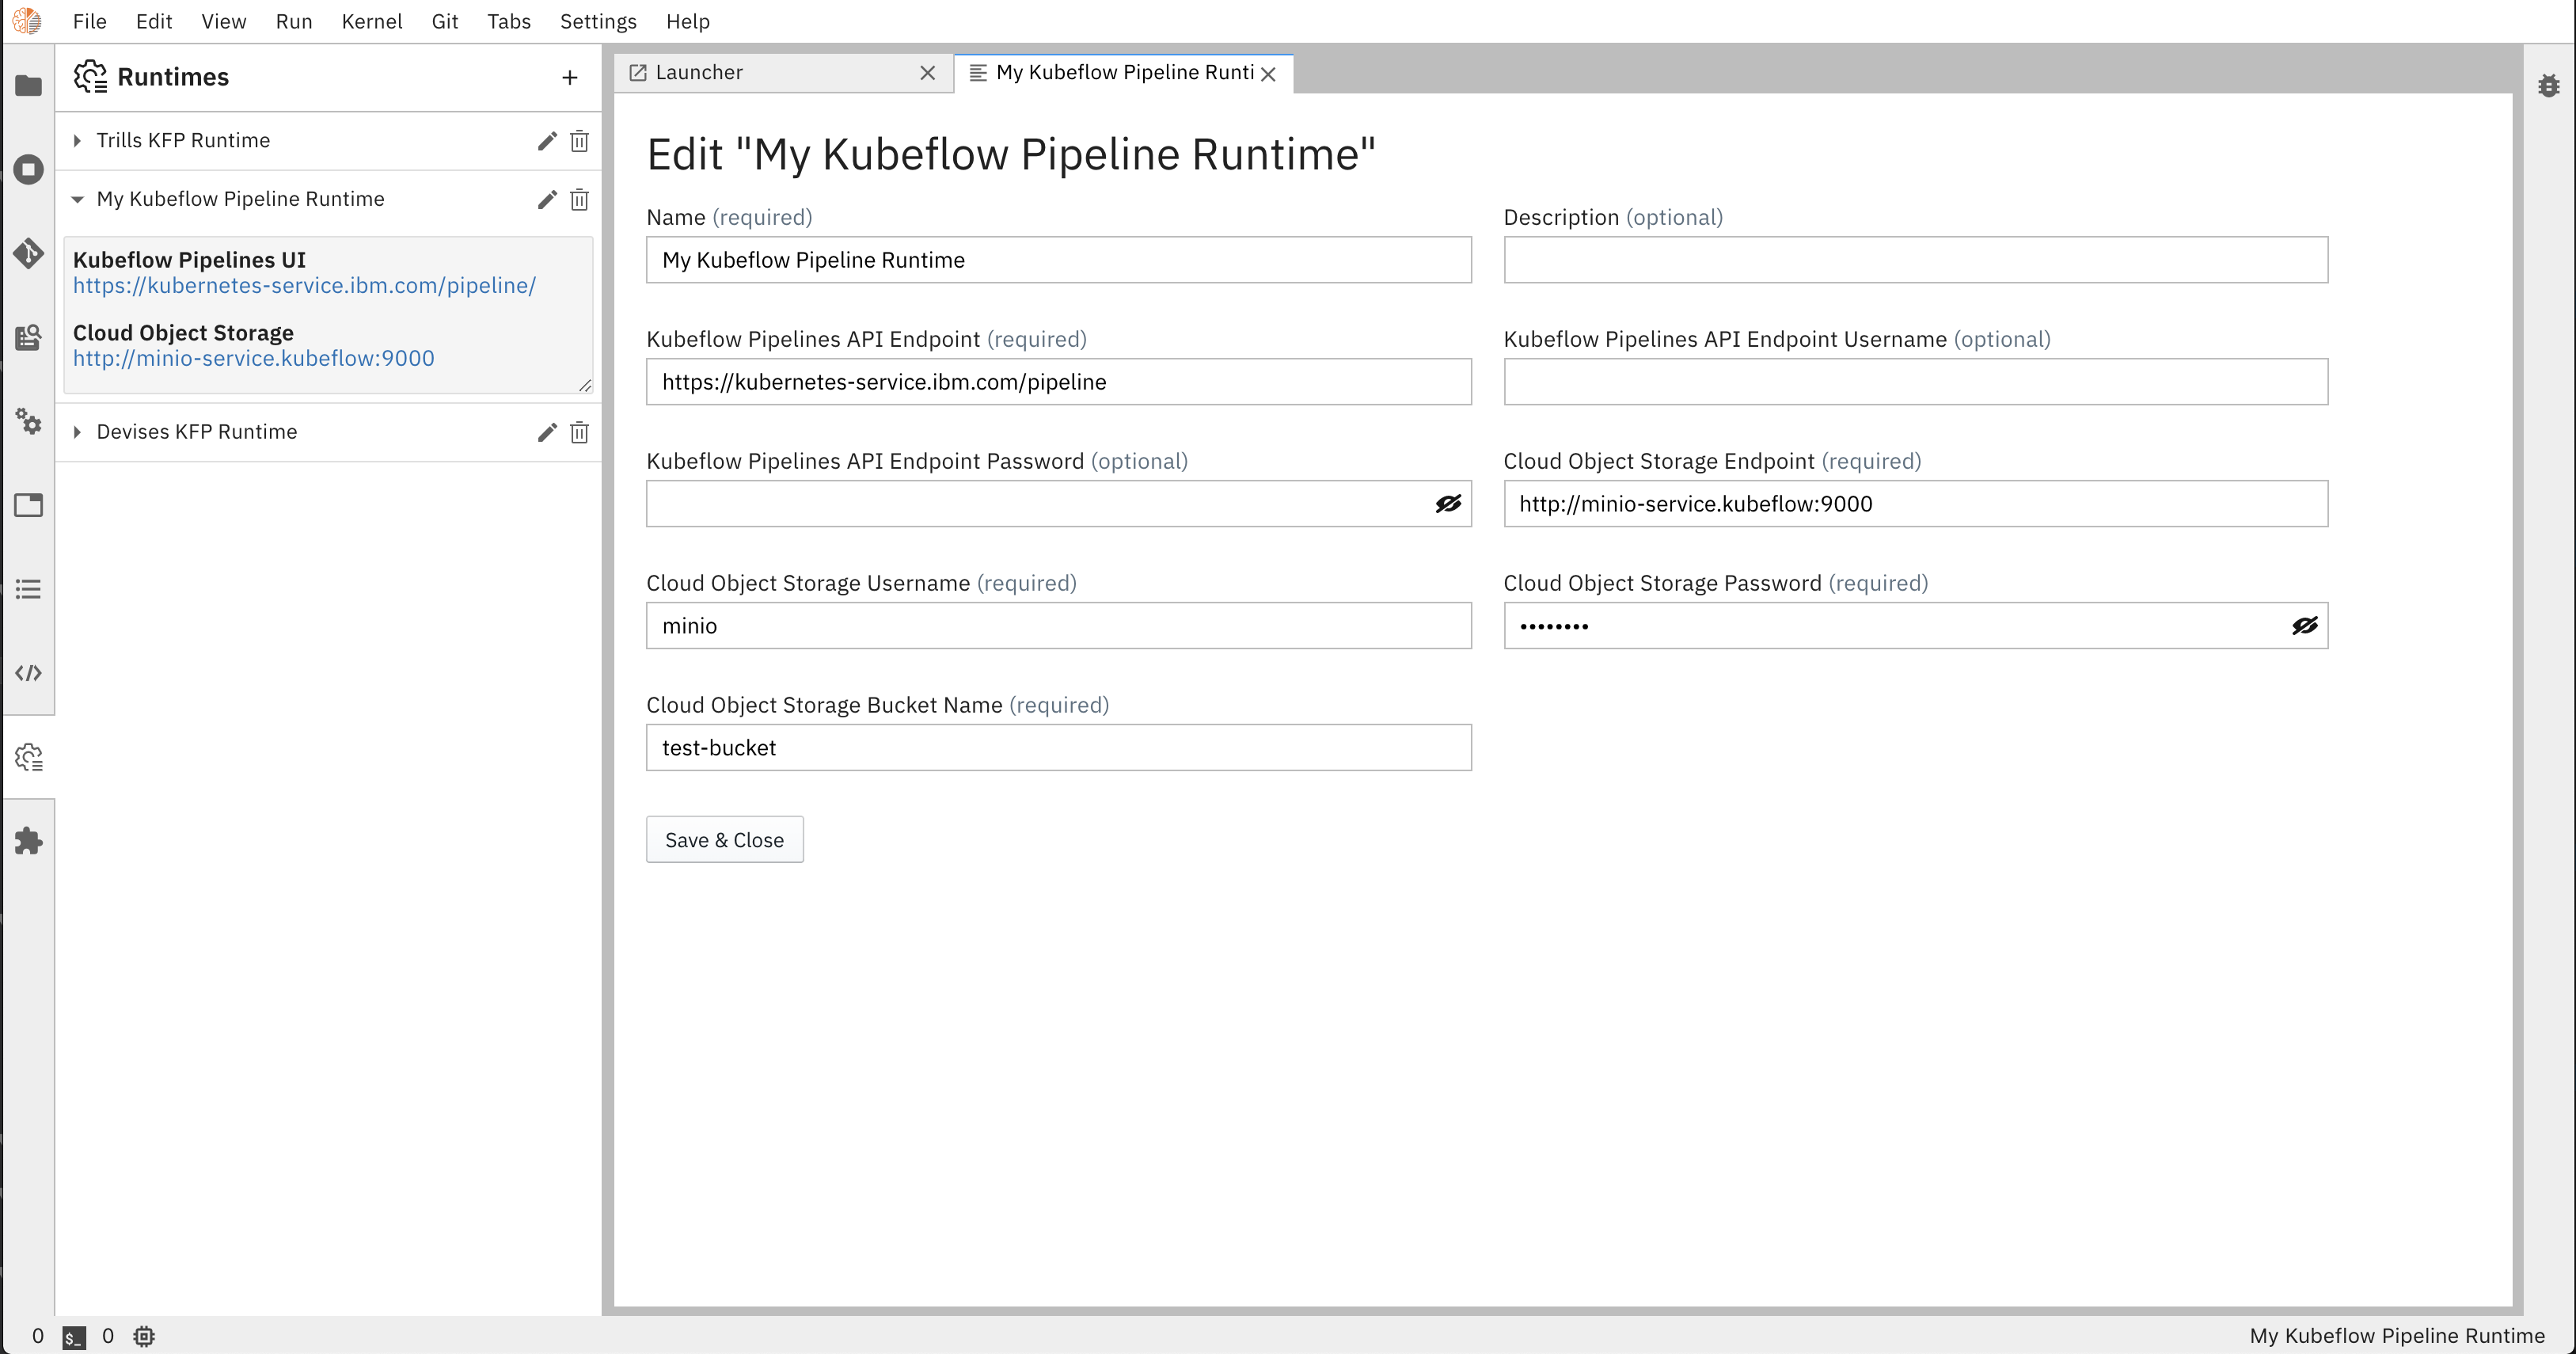 File Edit View Run Kernel Git Tabs Settings Help
Runtimes
Trills KFP Runtime
My Kubeflow Pipeline Runtime
Kubeflow Pipelines UI
https://kubernetes-service.ibm.com/pipeline/
Cloud Object Storage
http://minio-service.kubeflow:9000
Devises KFP Runtime
Launcher
My Kubeflow Pipeline Runti
Edit "My Kubeflow Pipeline Runtime"
Name (required)
My Kubeflow Pipeline Runtime
Description (optional)
Kubeflow Pipelines API Endpoint (required)
https://kubernetes-service.ibm.com/pipeline
Kubeflow Pipelines API Endpoint Username (optional)
Kubeflow Pipelines API Endpoint Password (optional)
Cloud Object Storage Endpoint (required)
http://minio-service.kubeflow:9000
Cloud Object Storage Username (required)
minio
Cloud Object Storage Password (required)
••••••••
Cloud Object Storage Bucket Name (required)
test-bucket
Save & Close
0 $_ 0
My Kubeflow Pipeline Runtime